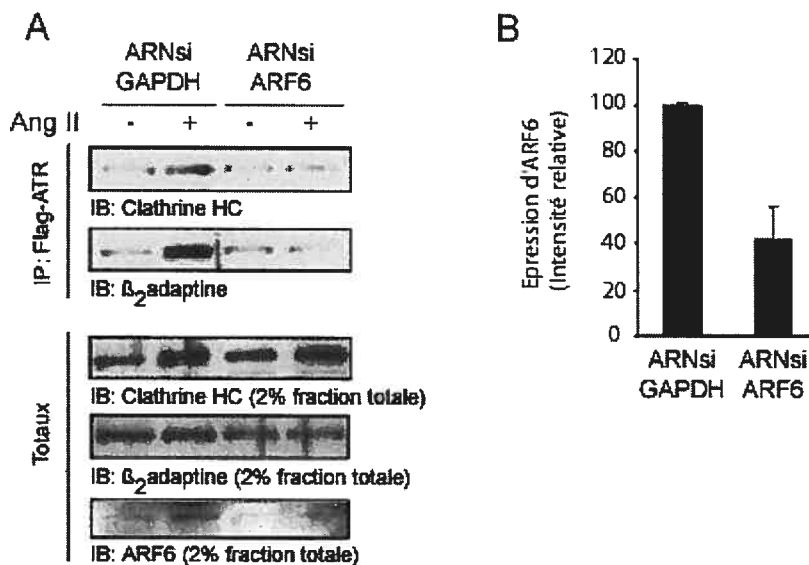 A
ARNsi GAPDH
ARNsi ARF6
Ang II - + - +
IP: Flag-ATR
IB: Clathrine HC
IB: ß2adaptine
Totaux
IB: Clathrine HC (2% fraction totale)
IB: ß2adaptine (2% fraction totale)
IB: ARF6 (2% fraction totale)
B
Epression d'ARF6
(Intensité relative)
120
100
80
60
40
20
0
ARNsi GAPDH
ARNsi ARF6